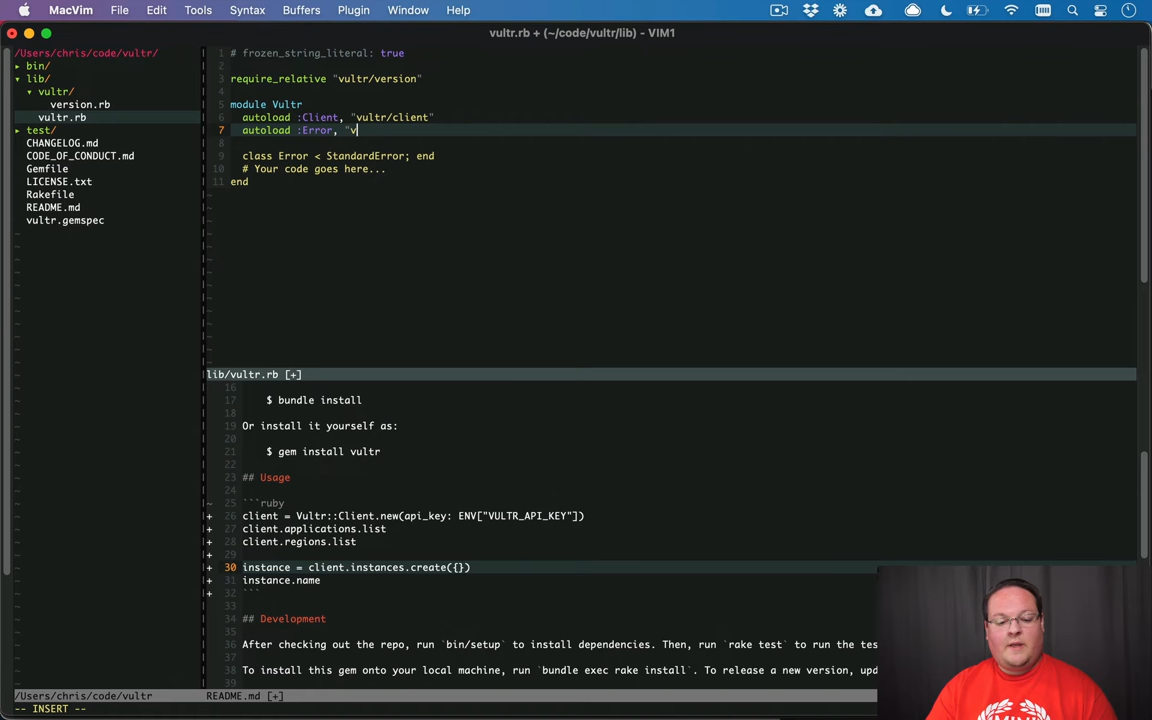 MacVim File Edit Tools Syntax Buffers Plugin Window Help
vultr.rb + (~/code/vultr/lib) - VIM1
/Users/chris/code/vultr/
▸ bin/
▾ lib/
▾ vultr/
version.rb
vultr.rb
▸ test/
CHANGELOG.md
CODE_OF_CONDUCT.md
Gemfile
LICENSE.txt
Rakefile
README.md
vultr.gemspec
1 # frozen_string_literal: true
2
3 require_relative "vultr/version"
4
5 module Vultr
6 autoload :Client, "vultr/client"
7 autoload :Error, "v
8
9 class Error < StandardError; end
10 # Your code goes here...
11 end
lib/vultr.rb [+]
16
17 $ bundle install
18
19 Or install it yourself as:
20
21 $ gem install vultr
22
23 ## Usage
24
~ 25 ```ruby
+ 26 client = Vultr::Client.new(api_key: ENV["VULTR_API_KEY"])
+ 27 client.applications.list
+ 28 client.regions.list
+ 29
+ 30 instance = client.instances.create({})
+ 31 instance.name
+ 32 ```
33
34 ## Development
35
36 After checking out the repo, run `bin/setup` to install dependencies. Then, run `rake test` to run the tes
37
38 To install this gem onto your local machine, run `bundle exec rake install`. To release a new version, upd
39
/Users/chris/code/vultr README.md [+]
-- INSERT --